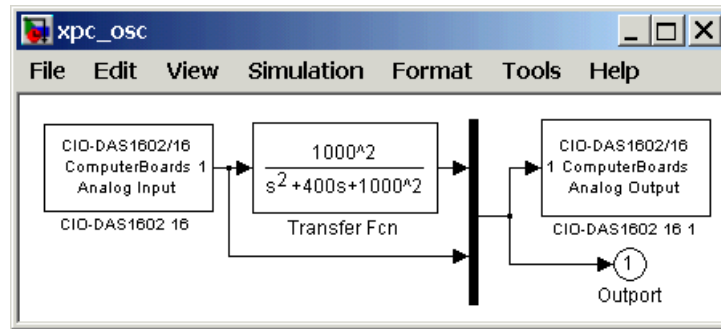 xpc_osc
File Edit View Simulation Format Tools Help
CIO-DAS1602/16
ComputerBoards 1
Analog Input
CIO-DAS1602 16
1000^2
s^2+400s+1000^2
Transfer Fcn
CIO-DAS1602/16
1 ComputerBoards
Analog Output
CIO-DAS1602 16 1
1
Outport